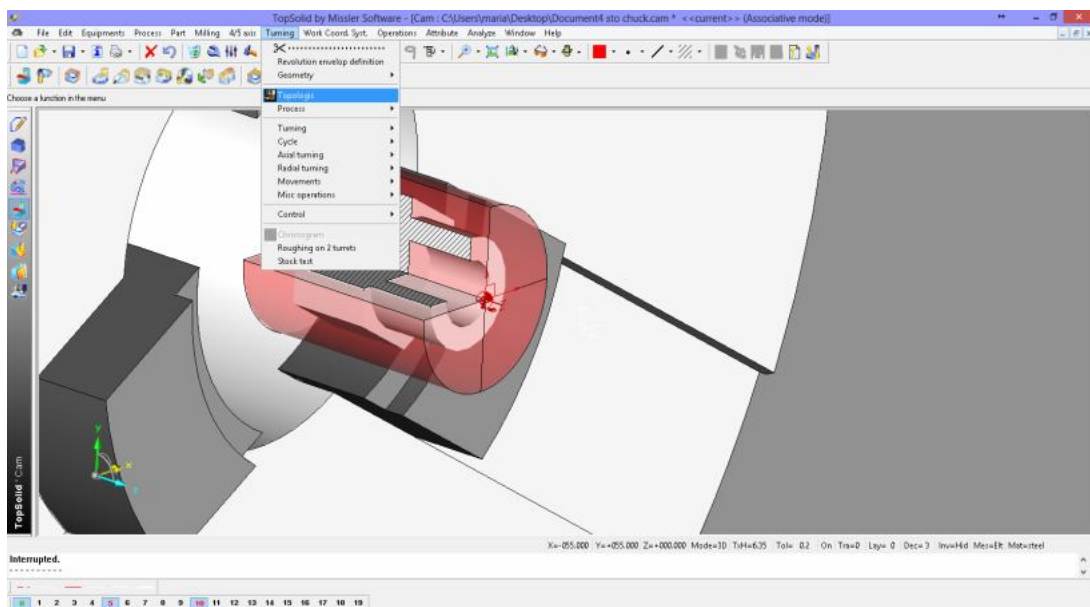 TopSolid by Missler Software - [Cam : C:\Users\maria\Desktop\Document4 sto chuck.cam * <<current>> (Associative mode)]
File Edit Equipments Process Part Milling 4/5 axis Turning Work Coord. Syst. Operations Attribute Analyze Window Help
Choose a function in the menu
Revolution envelop definition
Geometry
Topologic
Process
Turning
Cycle
Axial turning
Radial turning
Movements
Misc operations
Control
Chronogram
Roughing on 2 turrets
Stock test
y
x
z
TopSolid'Cam
X=-055.000 Y=+055.000 Z=+000.000 Mode=3D TxH=6.35 Tol= 0.2 On Tra=0 Lay= 0 Dec= 3 Inv=Hid Mes=Elt Mat=steel
Interrupted.
----------
0 1 2 3 4 5 6 7 8 9 10 11 12 13 14 15 16 17 18 19